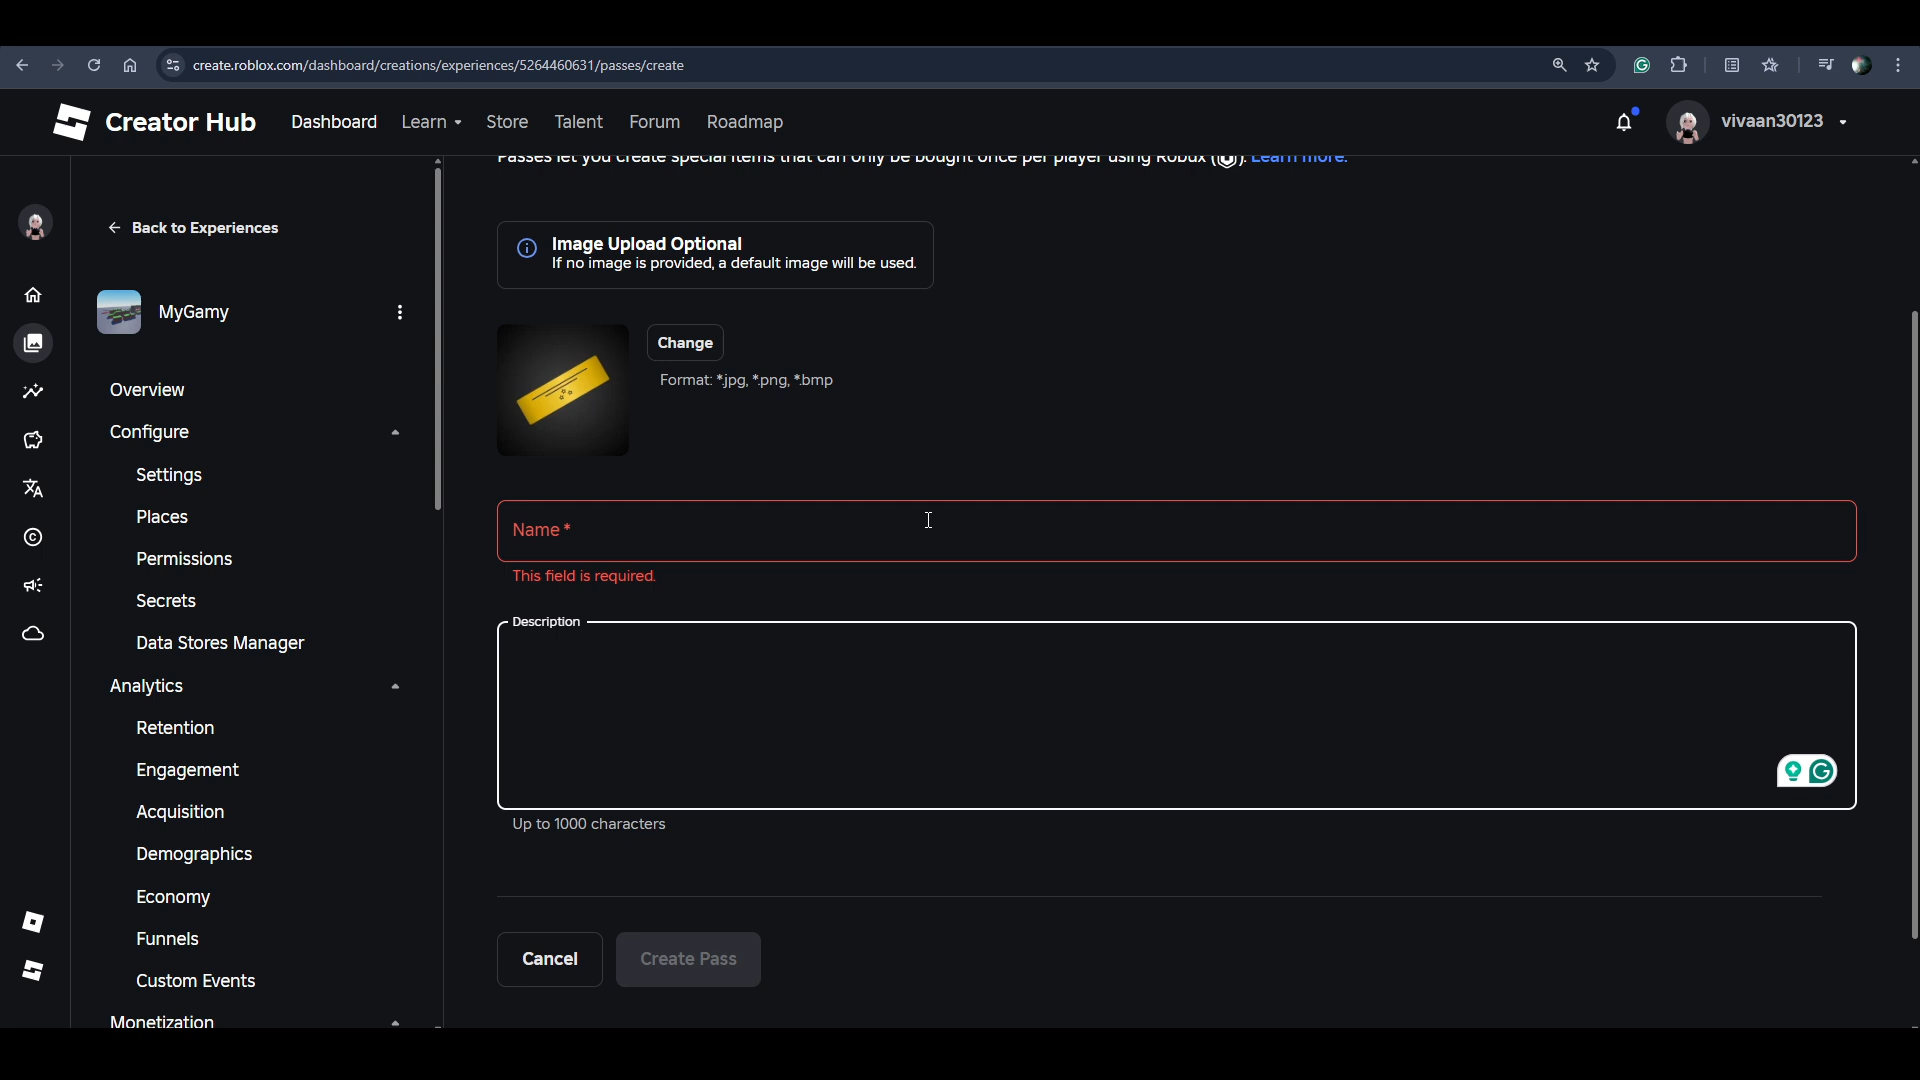 create.roblox.com/dashboard/creations/experiences/5264460631/passes/create
Creator Hub
Dashboard
Learn
Store
Talent
Forum
Roadmap
vivaan30123
Passes let you create special items that can only be bought once per player using Robux ( ). Learn more.
Back to Experiences
MyGamy
Overview
Configure
Settings
Places
Permissions
Secrets
Data Stores Manager
Analytics
Retention
Engagement
Acquisition
Demographics
Economy
Funnels
Custom Events
Monetization
Image Upload Optional
If no image is provided, a default image will be used.
Change
Format: *.jpg, *.png, *.bmp
Name *
This field is required.
Description
Up to 1000 characters
Cancel
Create Pass